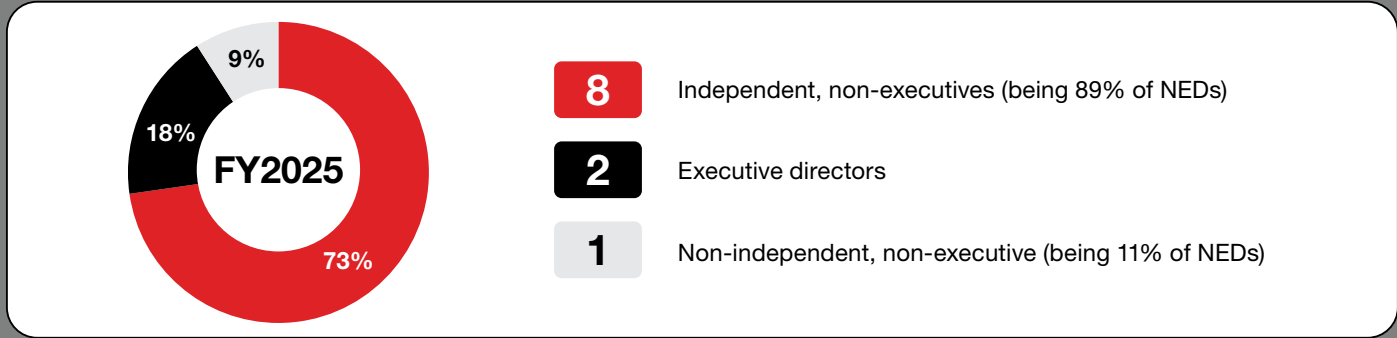 9%
18%
FY2025
73%
8 Independent, non-executives (being 89% of NEDs)
2 Executive directors
1 Non-independent, non-executive (being 11% of NEDs)